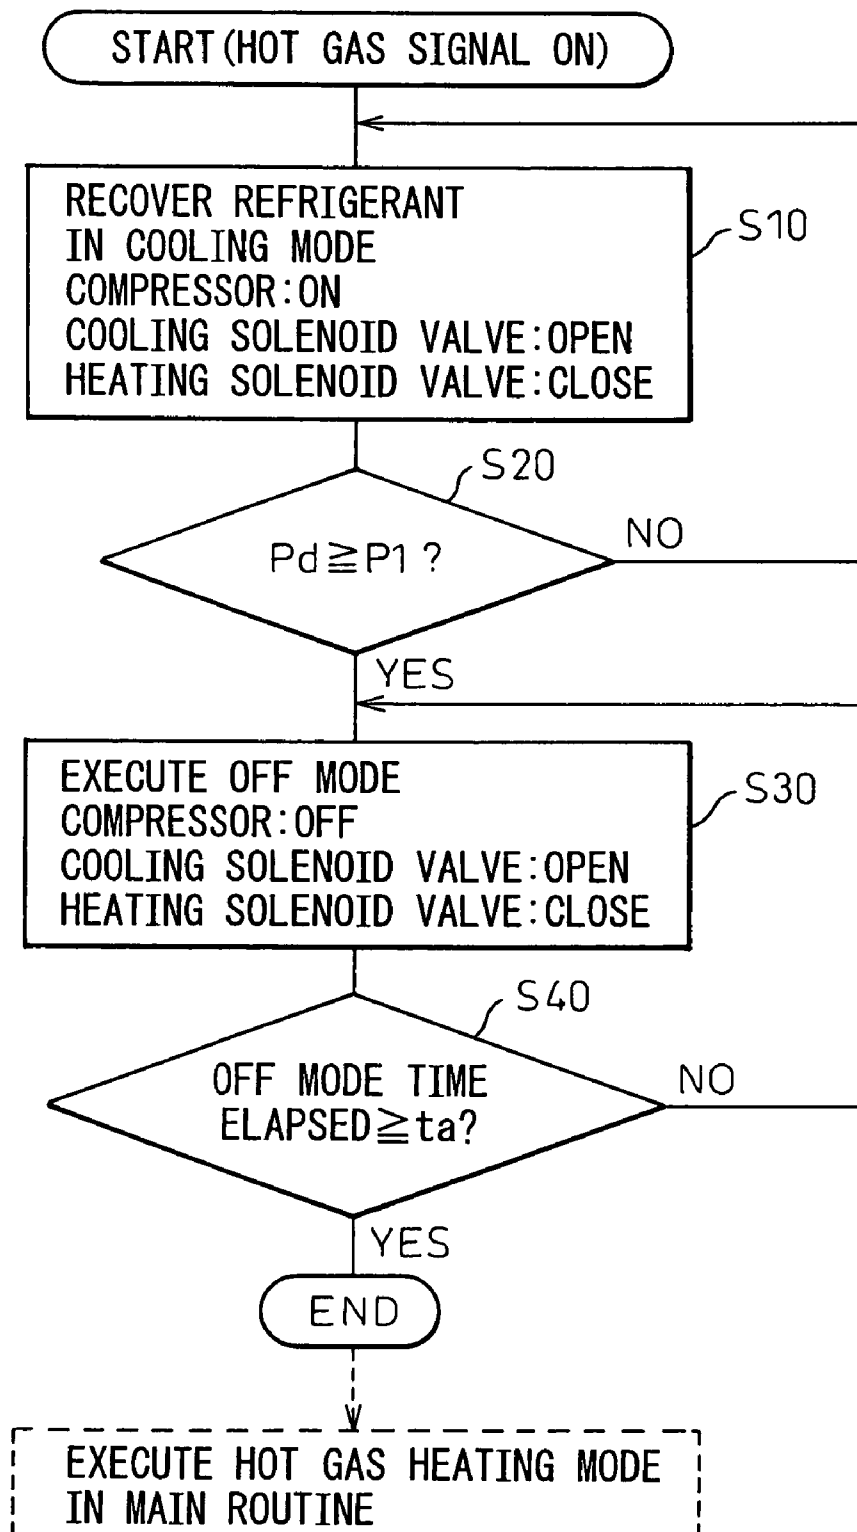 START(HOT GAS SIGNAL ON)
RECOVER REFRIGERANT
IN COOLING MODE
COMPRESSOR:ON
COOLING SOLENOID VALVE:OPEN
HEATING SOLENOID VALVE:CLOSE
S10
S20
Pd≧P1?
NO
YES
EXECUTE OFF MODE
COMPRESSOR:OFF
COOLING SOLENOID VALVE:OPEN
HEATING SOLENOID VALVE:CLOSE
S30
S40
OFF MODE TIME
ELAPSED≧ta?
NO
YES
END
EXECUTE HOT GAS HEATING MODE
IN MAIN ROUTINE